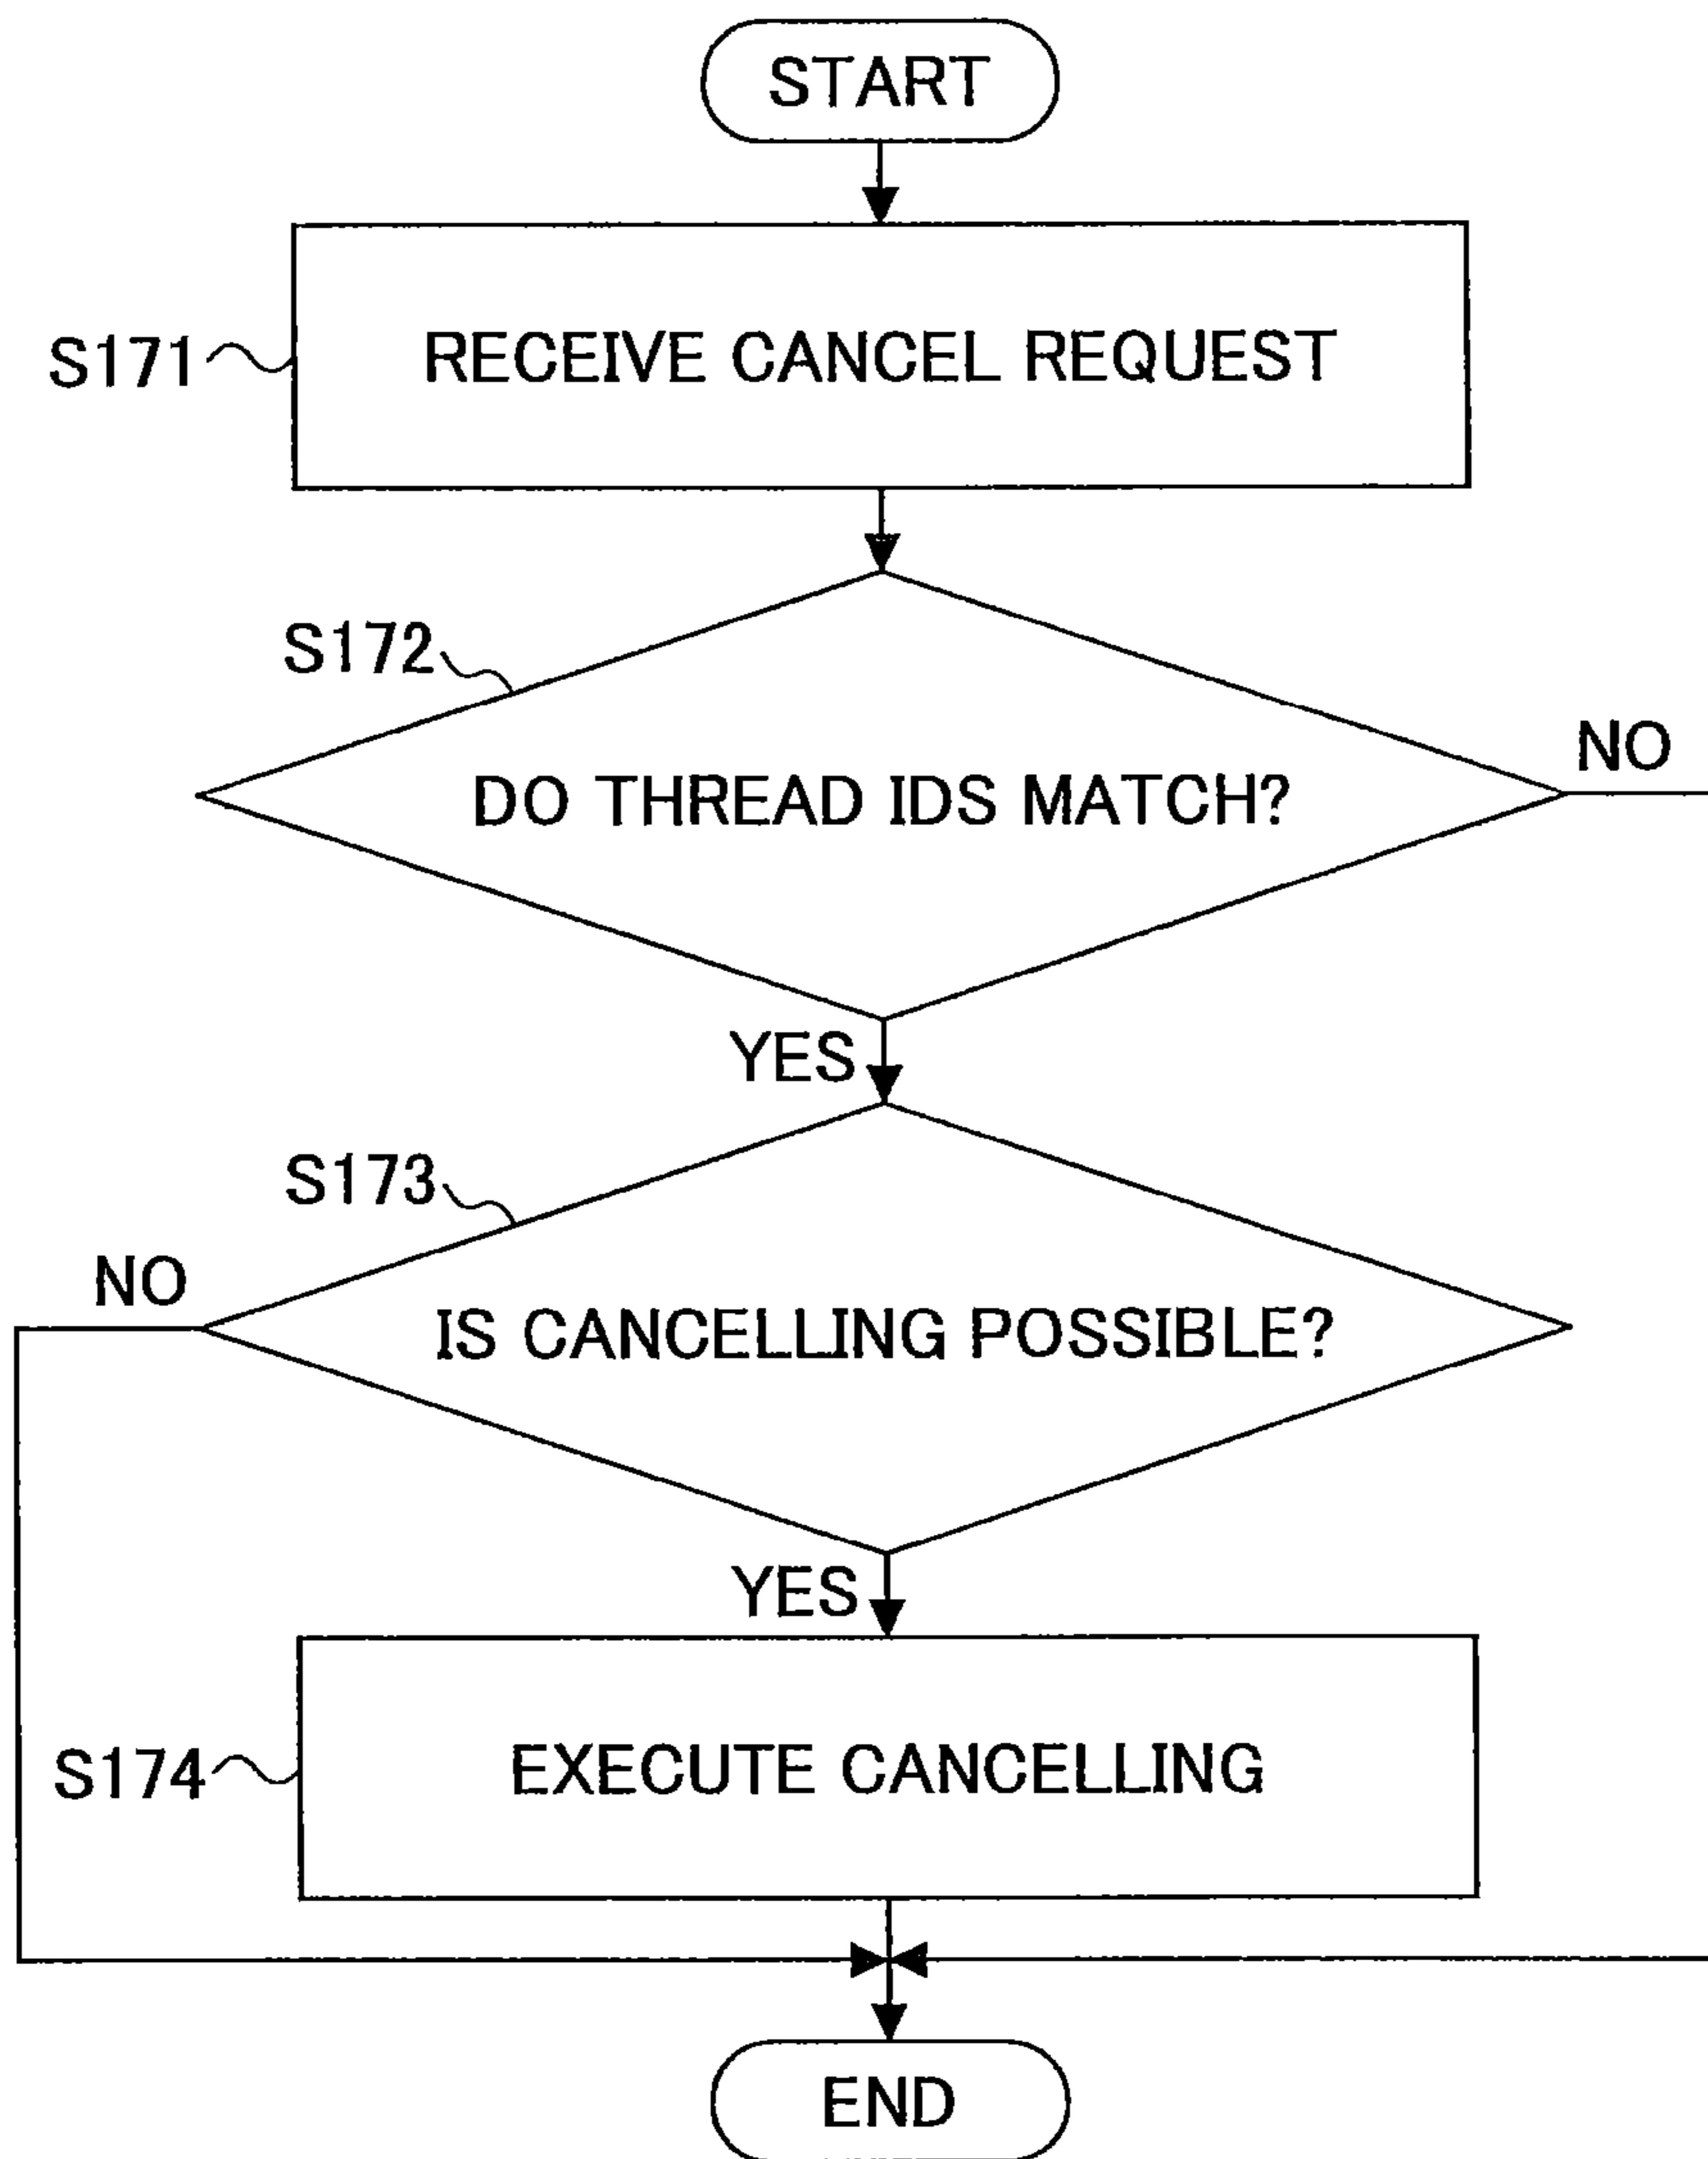 START
S171
RECEIVE CANCEL REQUEST
S172
DO THREAD IDS MATCH?
NO
YES
S173
NO
IS CANCELLING POSSIBLE?
YES
S174
EXECUTE CANCELLING
END